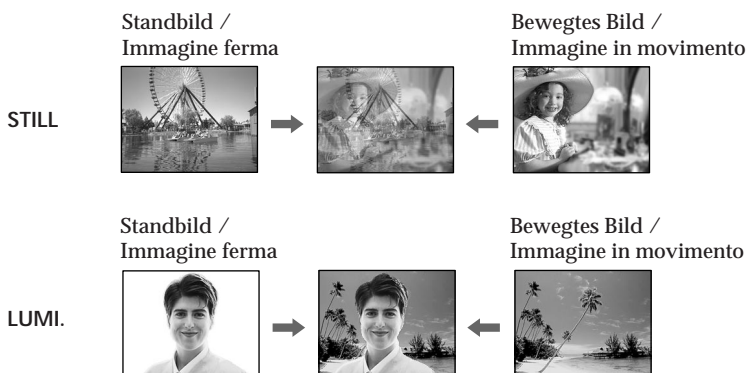 Standbild /
Immagine ferma
Bewegtes Bild /
Immagine in movimento
STILL
Standbild /
Immagine ferma
Bewegtes Bild /
Immagine in movimento
LUMI.